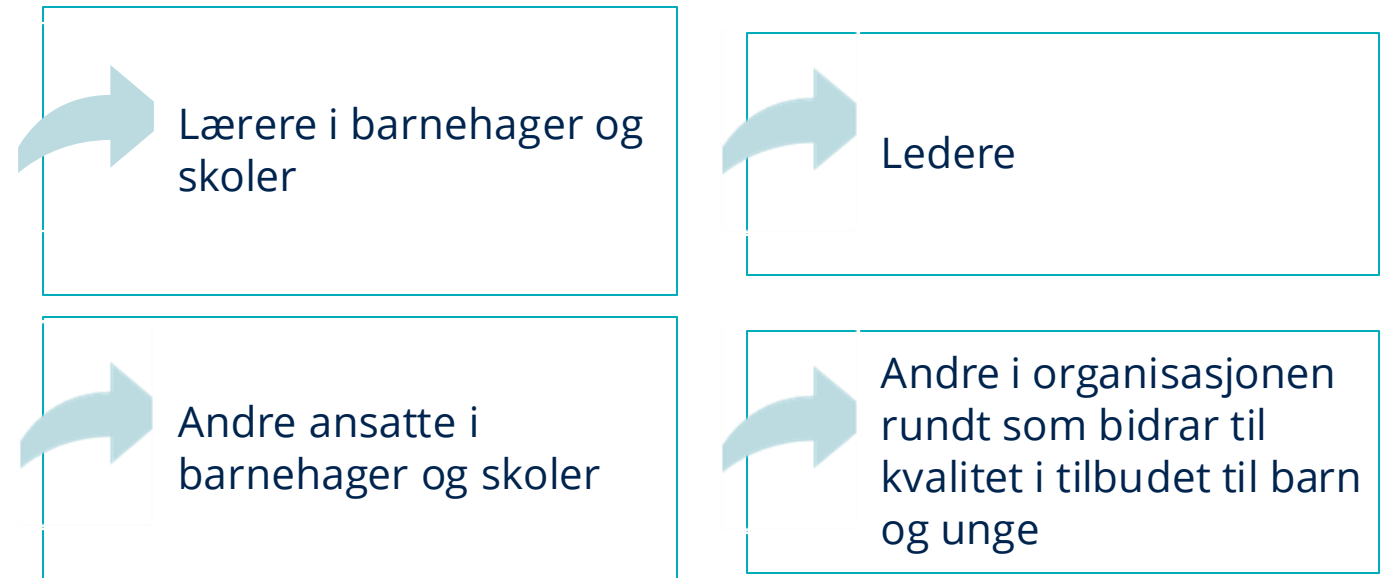 Lærere i barnehager og
skoler
Ledere
Andre ansatte i
barnehager og skoler
Andre i organisasjonen
rundt som bidrar til
kvalitet i tilbudet til barn
og unge